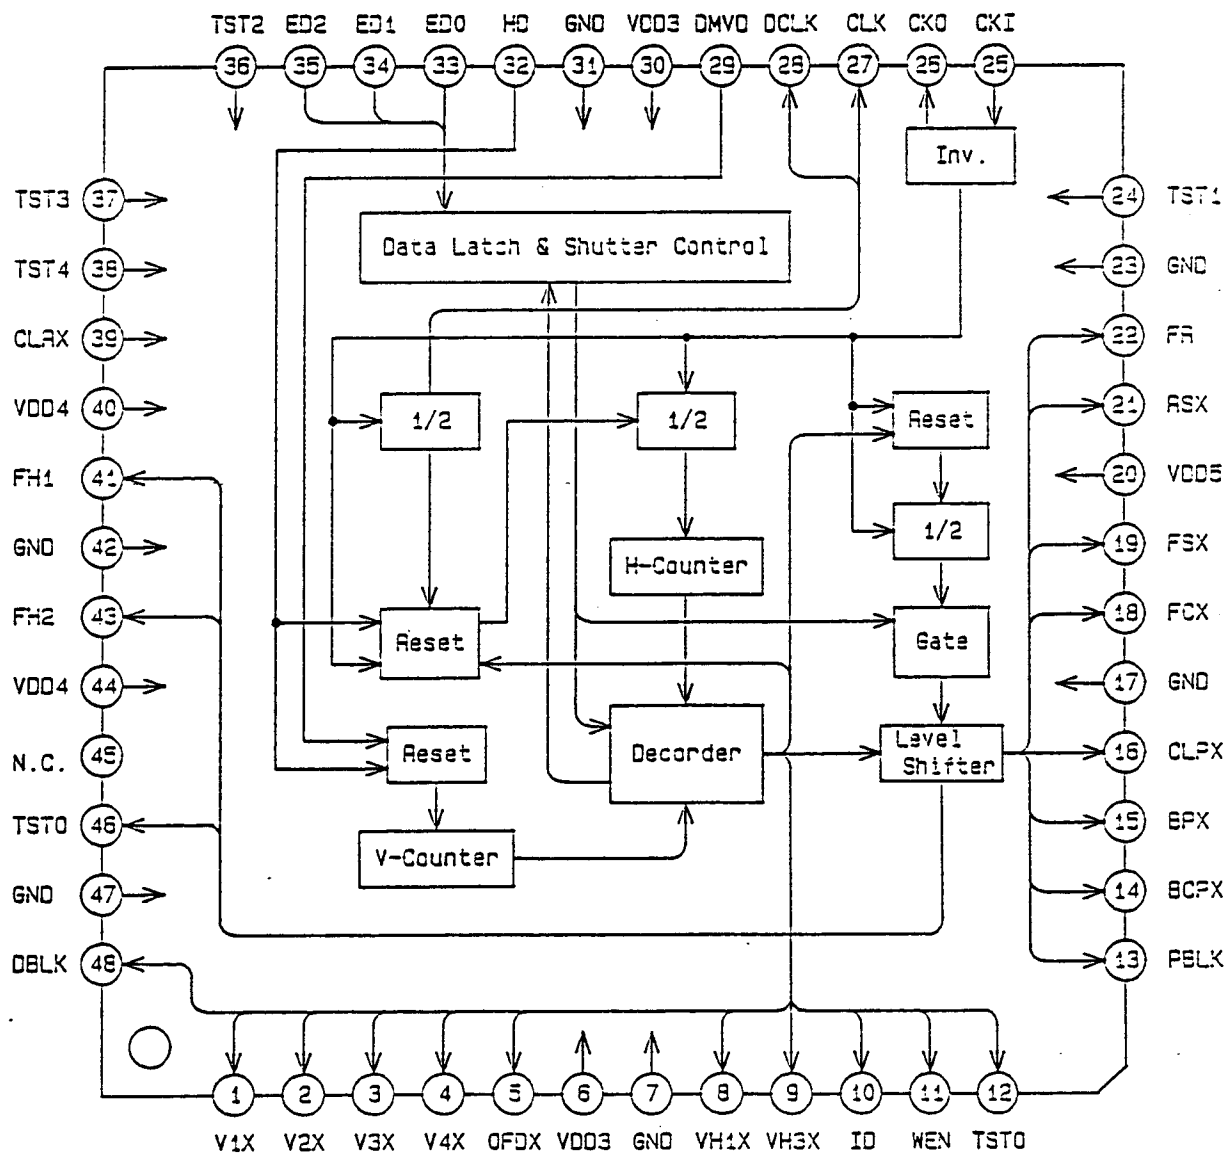 TST2 ED2 ED1 ED0 HD GND VDD3 DMVD DCLK CLK CKO CKI
36 35 34 33 32 31 30 29 28 27 26 25
Inv.
TST3 37
24 TST1
Data Latch & Shutter Control
TST4 38
23 GND
CLRX 39
22 FR
VDD4 40
1/2
1/2
Reset
21 RSX
FH1 41
20 VDD5
GND 42
H-Counter
1/2
19 FSX
FH2 43
Reset
Gate
18 FCX
VDD4 44
17 GND
N.C. 45
Reset
Decorder
Level
Shifter
16 CLPX
TSTO 46
V-Counter
15 BPX
GND 47
14 BCPX
DBLK 48
13 PBLK
1 2 3 4 5 6 7 8 9 10 11 12
V1X V2X V3X V4X OFDX VDD3 GND VH1X VH3X ID WEN TSTO